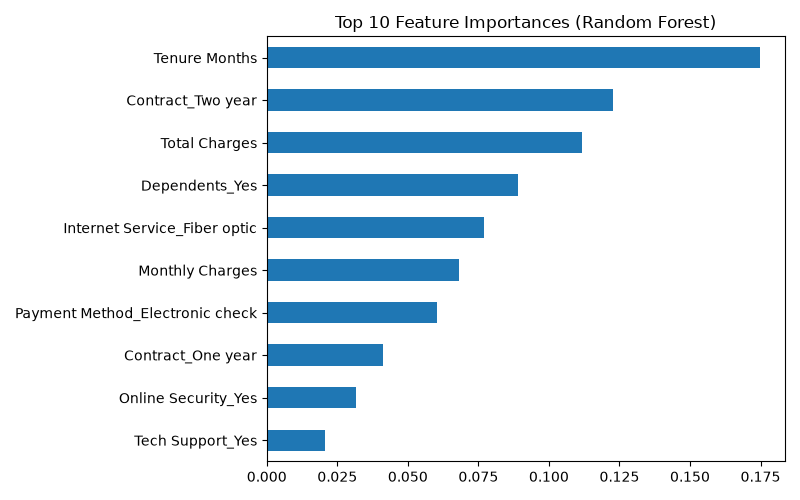 Top 10 Feature Importances (Random Forest)
Tenure Months
Contract_Two year
Total Charges
Dependents_Yes
Internet Service_Fiber optic
Monthly Charges
Payment Method_Electronic check
Contract_One year
Online Security_Yes
Tech Support_Yes
0.000 0.025 0.050 0.075 0.100 0.125 0.150 0.175